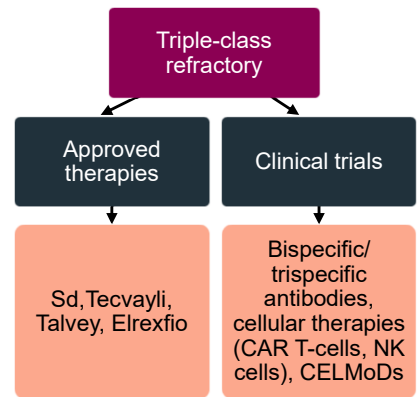 Triple-class
refractory
Approved
therapies
Clinical trials
Sd,Tecvayli,
Talvey, Elrexfio
Bispecific/
trispecific
antibodies,
cellular therapies
(CAR T-cells, NK
cells), CELMoDs